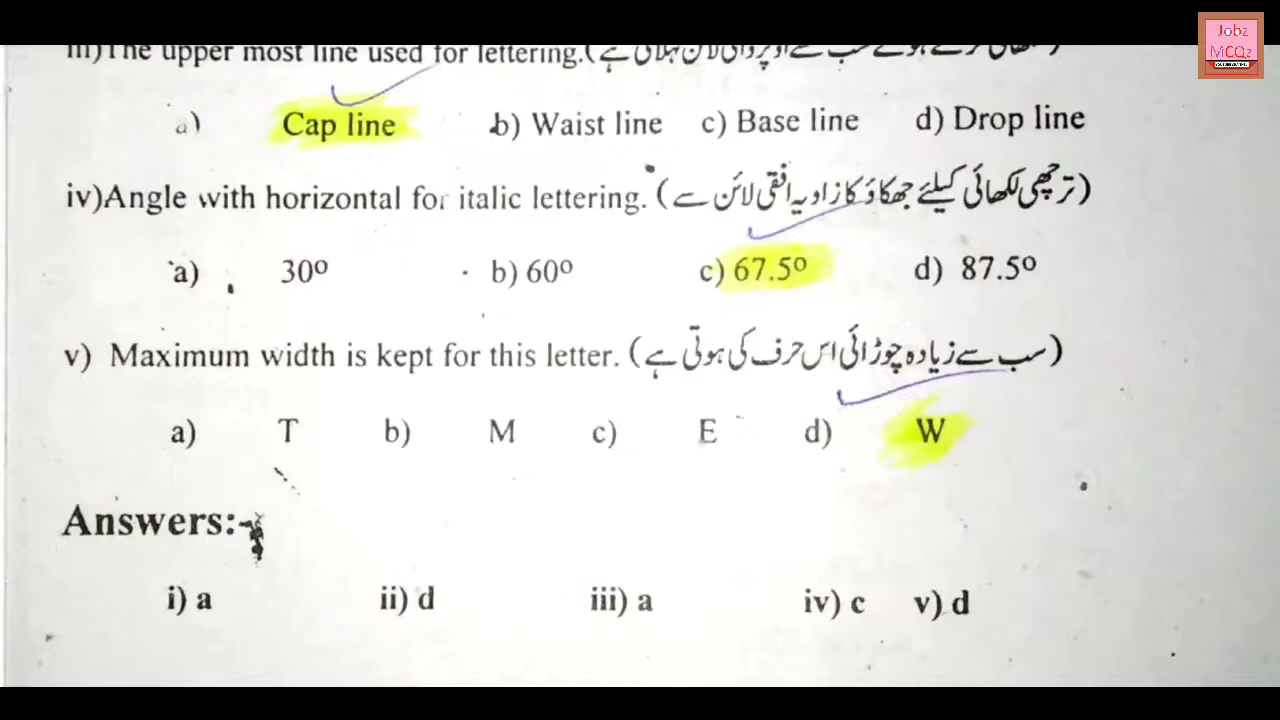 Jobz
MCQz
iii)The upper most line used for lettering.(
a) Cap line b) Waist line c) Base line d) Drop line
iv)Angle with horizontal for italic lettering. (ترچھی لکھائی کیلئے جھکاؤ کا زاویہ افقی لائن سے)
a) 30º b) 60º c) 67.5º d) 87.5º
v) Maximum width is kept for this letter. (سب سے زیادہ چوڑائی اس حرف کی ہوتی ہے)
a) T b) M c) E d) W
Answers:-
i) a ii) d iii) a iv) c v) d